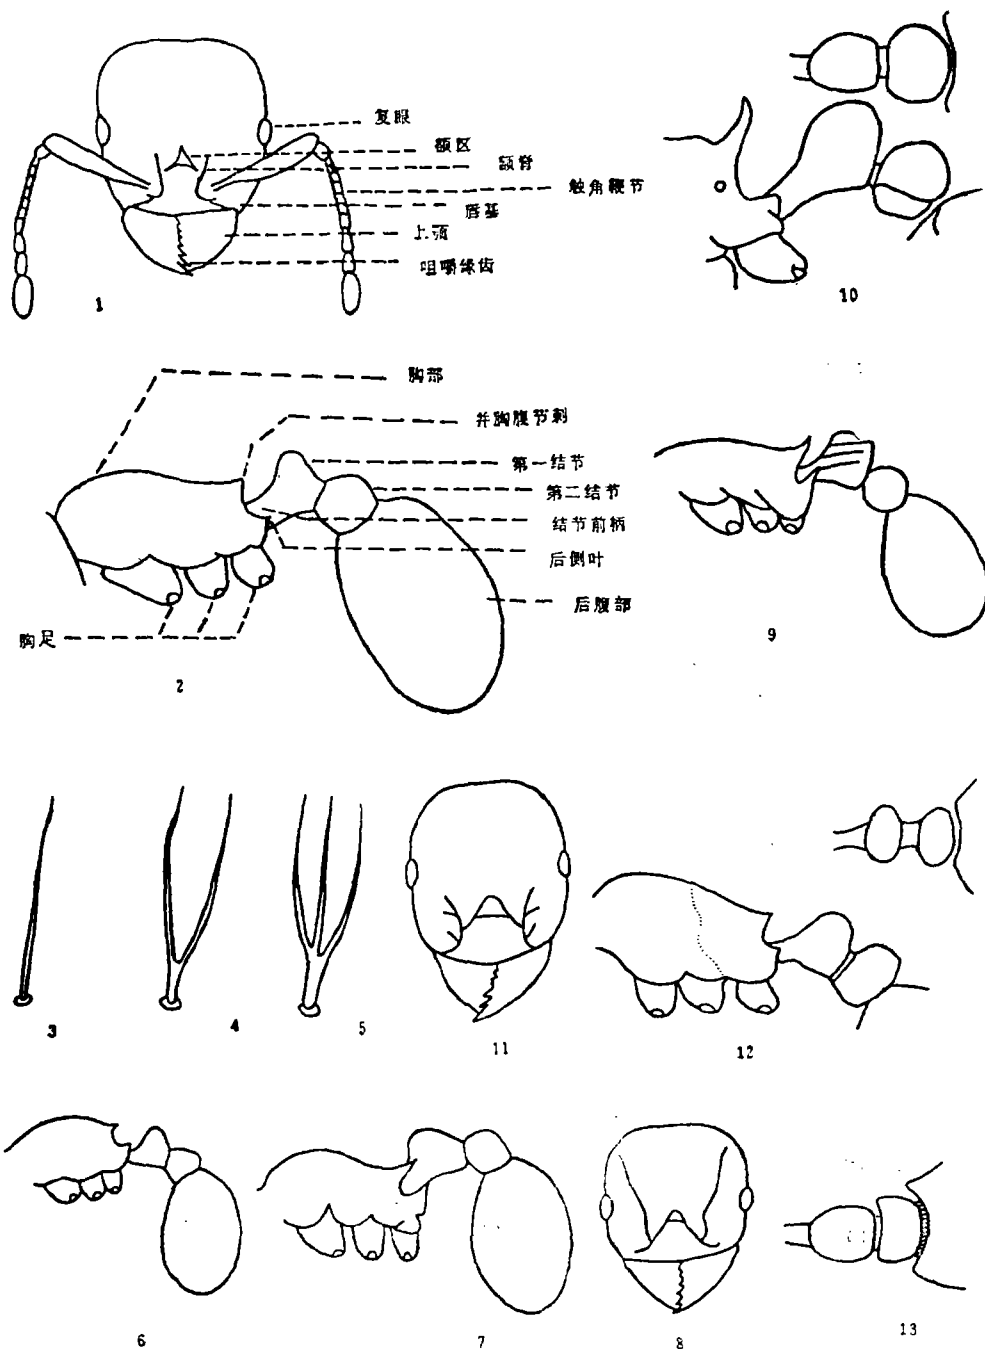 复眼
额区
额脊
触角鞭节
唇基
上颚
咀嚼缘齿
1
10
胸部
并胸腹节刺
第一结节
第二结节
结节前柄
后侧叶
后腹部
胸足
2
9
3
4
5
11
12
6
7
8
13